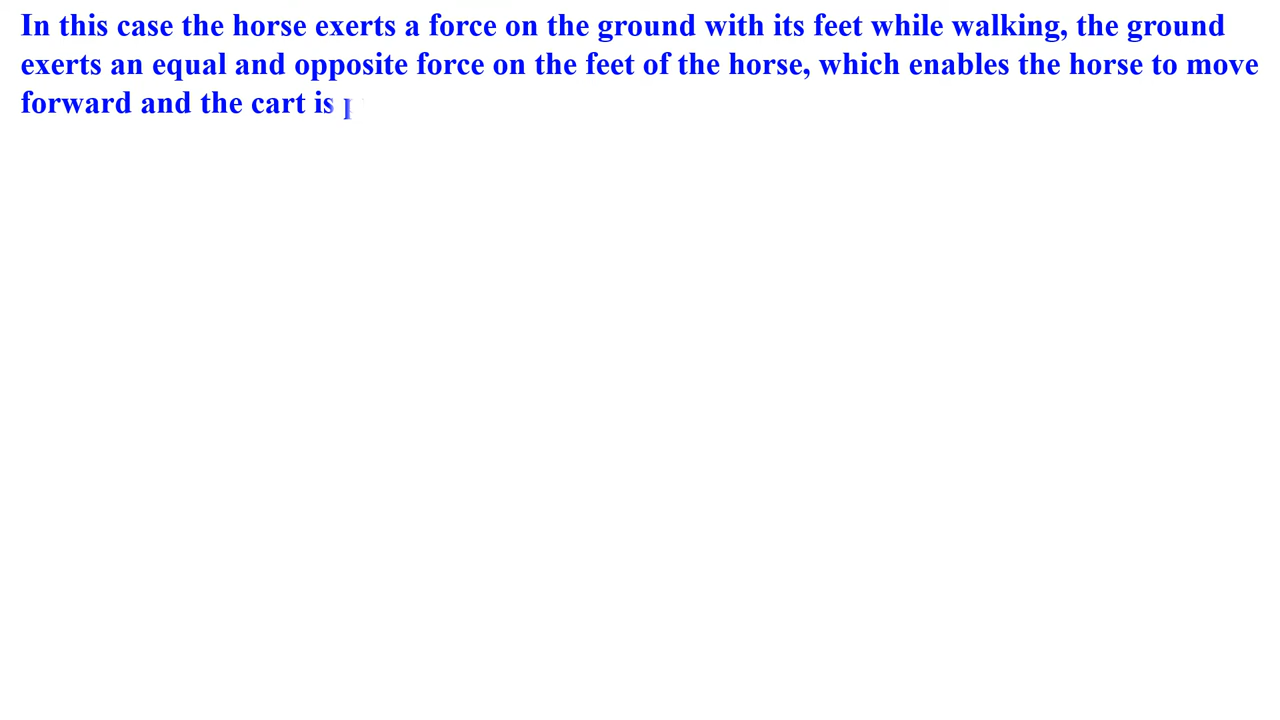 In this case the horse exerts a force on the ground with its feet while walking, the ground
exerts an equal and opposite force on the feet of the horse, which enables the horse to move
forward and the cart is